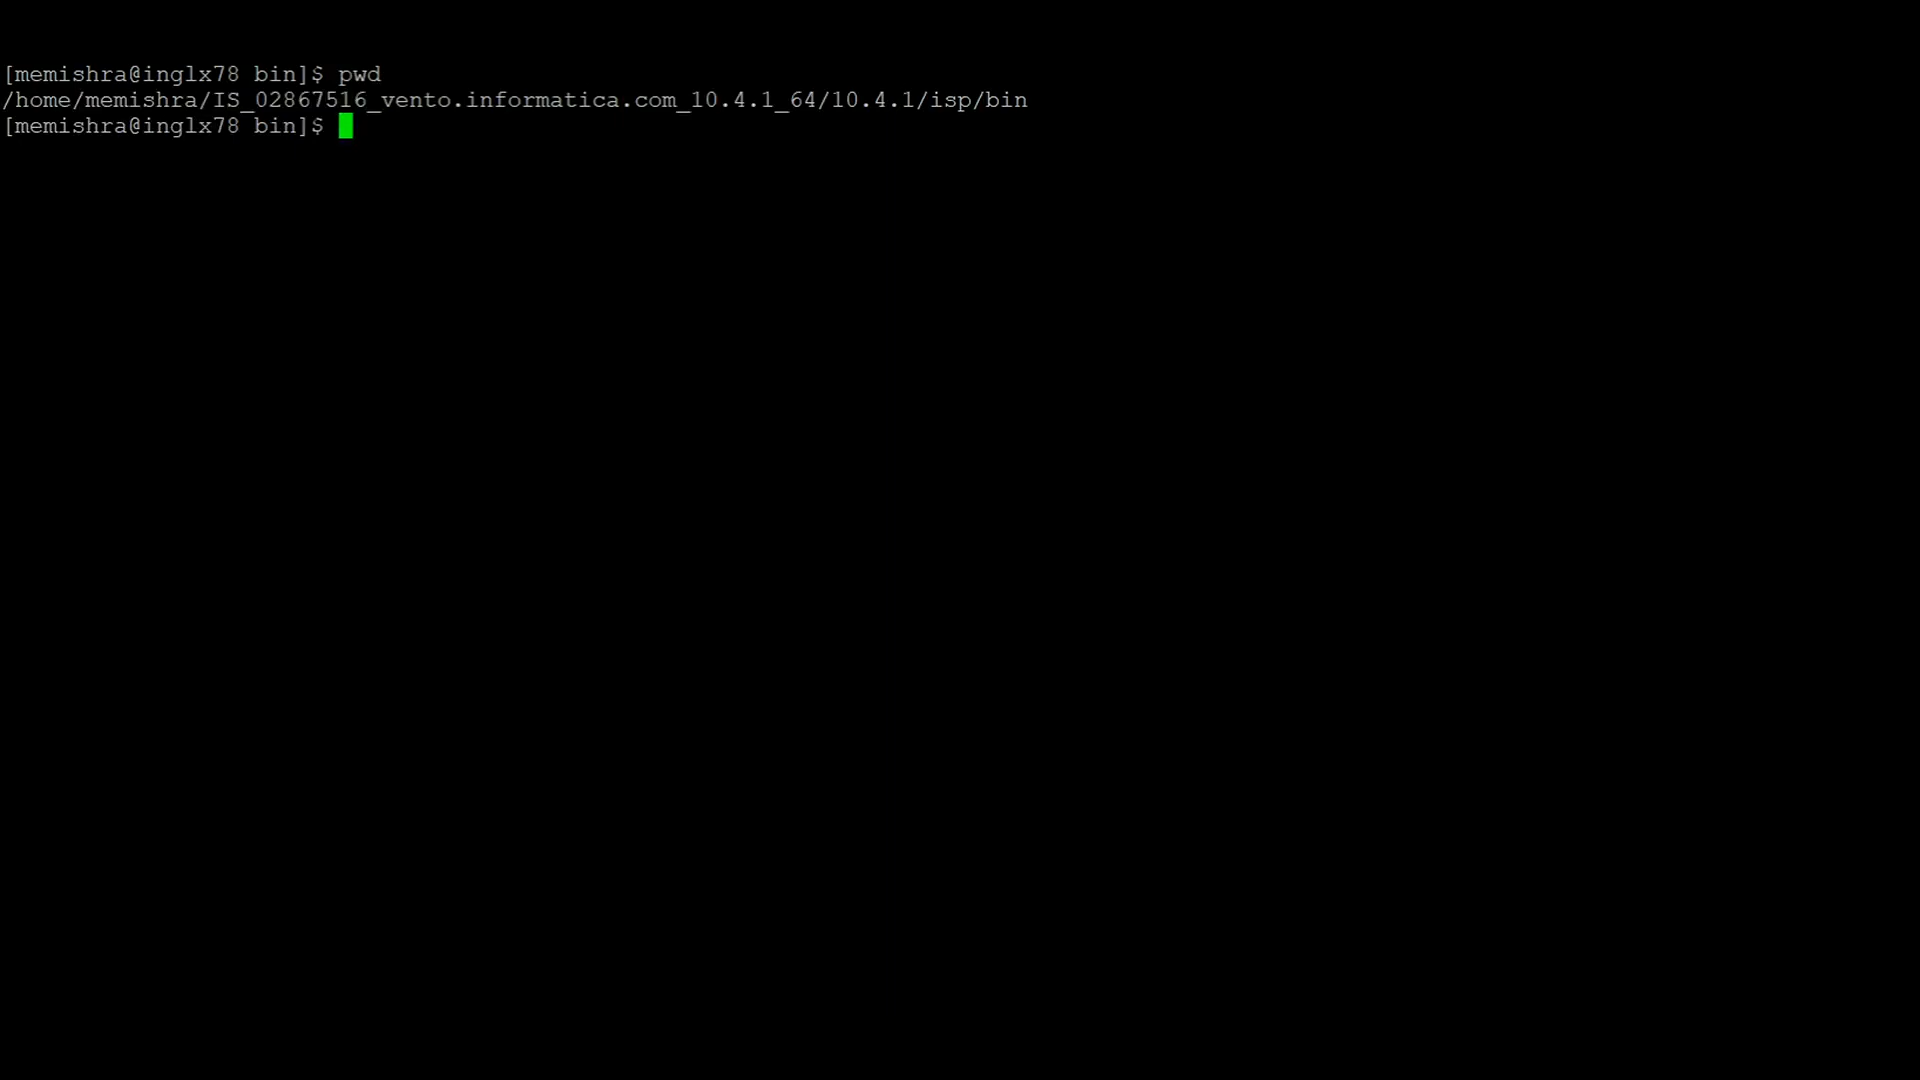 [memishra@inglx78 bin]$ pwd
/home/memishra/IS_02867516_vento.informatica.com_10.4.1_64/10.4.1/isp/bin
[memishra@inglx78 bin]$